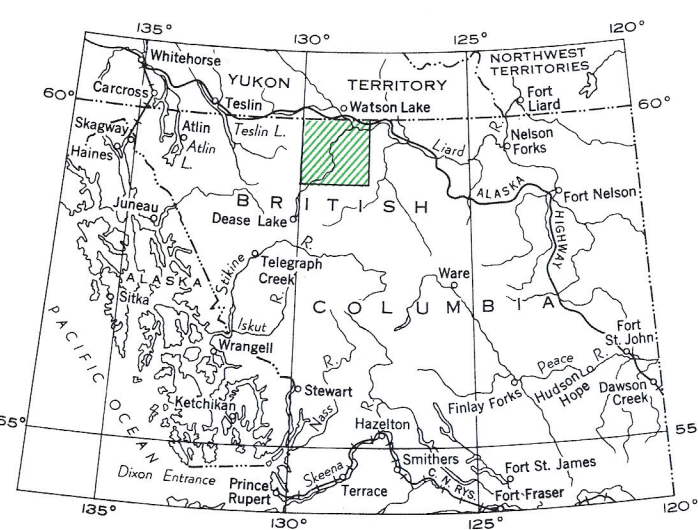 135°
130°
125°
120°
Whitehorse
NORTHWEST
TERRITORIES
YUKON
TERRITORY
Carcross
Fort
Liard
60°
Teslin
Watson Lake
60°
Skagway
Atlin
Teslin L.
Nelson
Forks
R.
Haines
Atlin
L.
Liard
ALASKA
Fort Nelson
Juneau
BRITISH
Dease Lake
HIGHWAY
R.
Telegraph
Creek
Stikine
ALASKA
Ware
Sitka
R.
COLUMBIA
PACIFIC OCEAN
Iskut
Fort
St. John
Wrangell
R.
Peace R.
Stewart
Hudson
Hope
Dawson
Creek
Ketchikan
Nass
R.
Finlay Forks
Hazelton
55°
55
Dixon Entrance
Skeena
Smithers
Fort St. James
Prince
Rupert
Terrace
C. N. RYS.
Fort Fraser
135°
130°
125°
120°